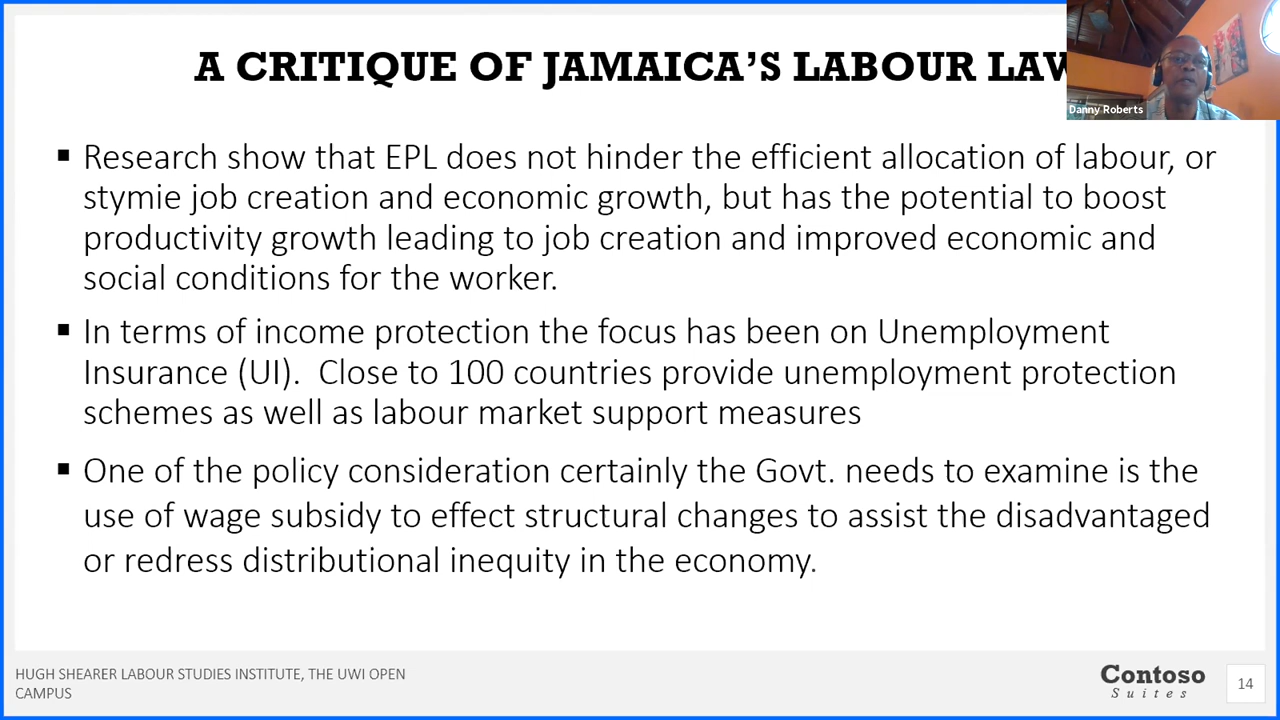 A CRITIQUE OF JAMAICA'S LABOUR LAW
Danny Roberts
▪ Research show that EPL does not hinder the efficient allocation of labour, or
stymie job creation and economic growth, but has the potential to boost
productivity growth leading to job creation and improved economic and
social conditions for the worker.
▪ In terms of income protection the focus has been on Unemployment
Insurance (UI).  Close to 100 countries provide unemployment protection
schemes as well as labour market support measures
▪ One of the policy consideration certainly the Govt. needs to examine is the
use of wage subsidy to effect structural changes to assist the disadvantaged
or redress distributional inequity in the economy.
HUGH SHEARER LABOUR STUDIES INSTITUTE, THE UWI OPEN
CAMPUS
Contoso
Suites
14